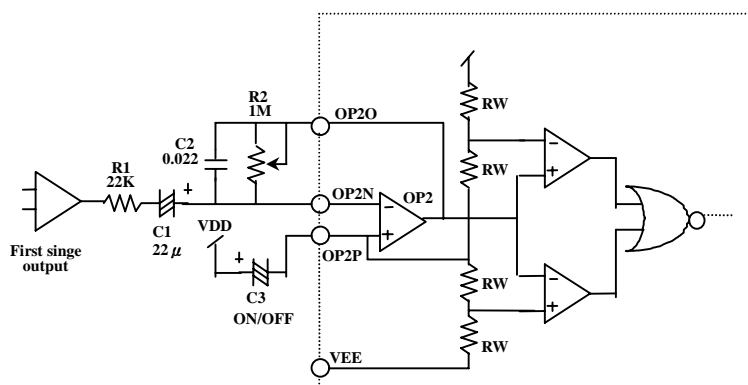 R2
1M
OP2O
RW
C2
0.022
RW
R1
22K
+
OP2N
OP2
VDD
C1
22μ
First singe
output
OP2P
+
C3
ON/OFF
RW
RW
VEE
−
+
−
+
−
+